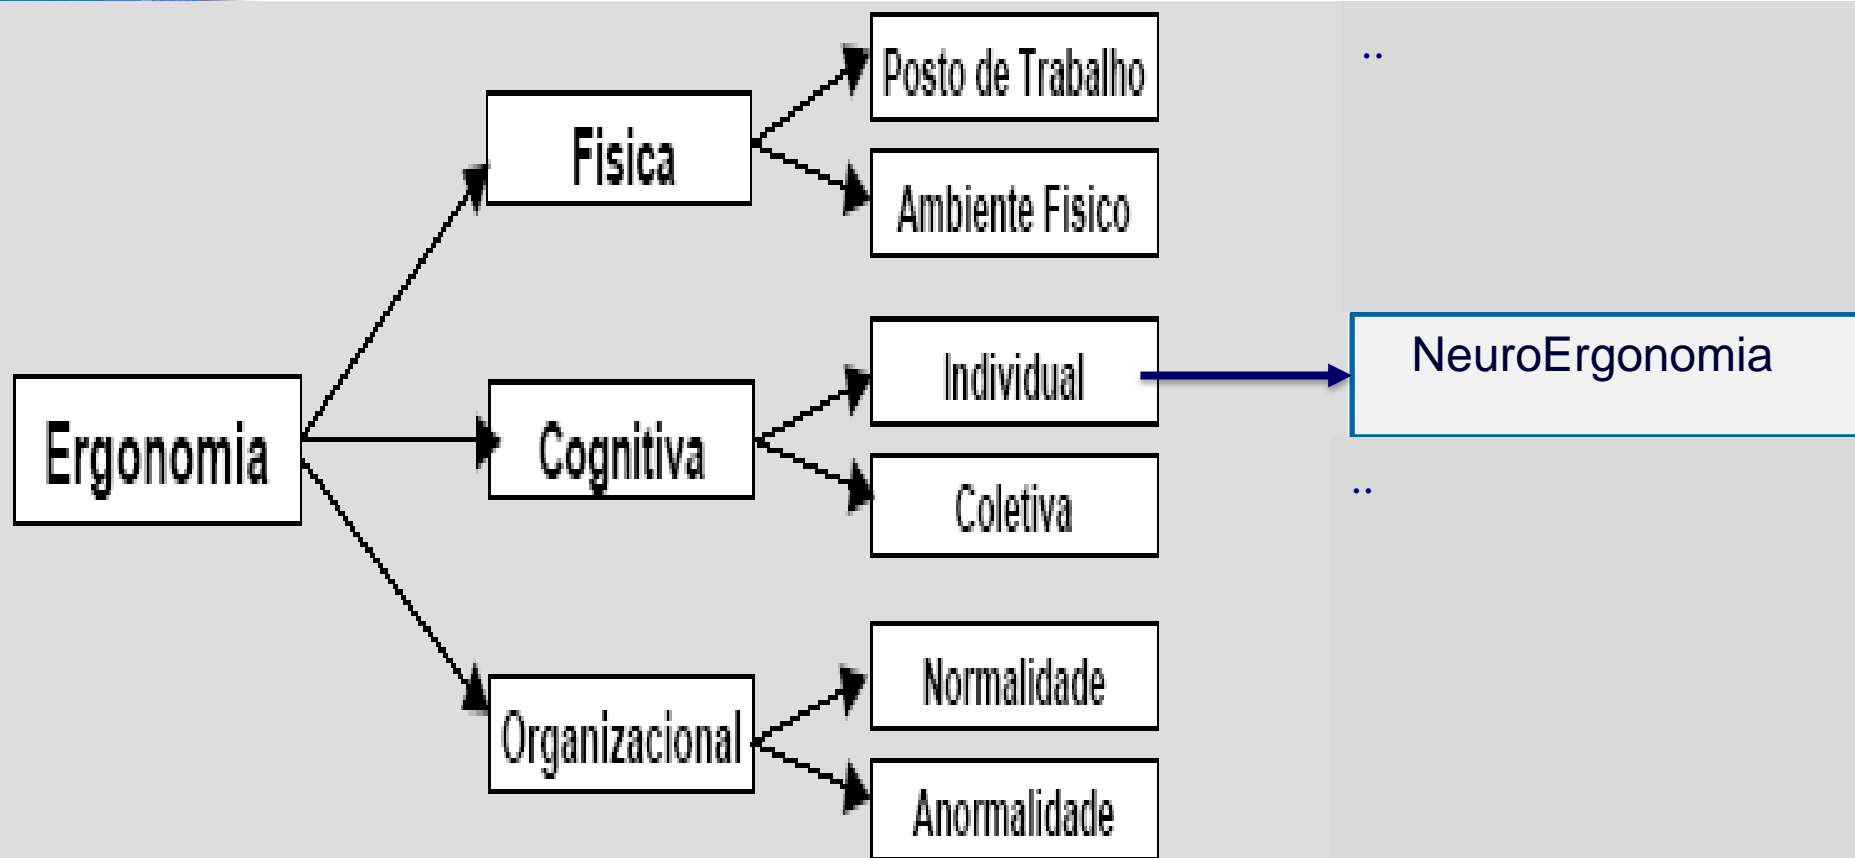 Posto de Trabalho
..
Fisica
Ambiente Fisico
Individual
NeuroErgonomia
Ergonomia
Cognitiva
Coletiva
..
Normalidade
Organizacional
Anormalidade